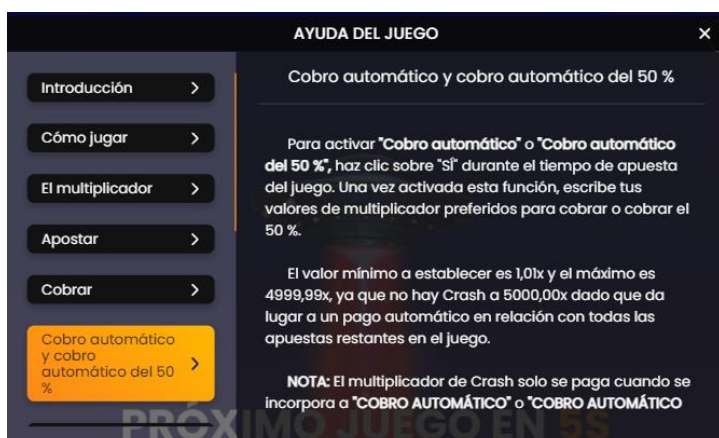 AYUDA DEL JUEGO
×
Introducción
Cómo jugar
El multiplicador
Apostar
Cobrar
Cobro automático
y cobro
automático del 50
%
Cobro automático y cobro automático del 50 %
Para activar "Cobro automático" o "Cobro automático
del 50 %", haz clic sobre "SÍ" durante el tiempo de apuesta
del juego. Una vez activada esta función, escribe tus
valores de multiplicador preferidos para cobrar o cobrar el
50 %.
El valor mínimo a establecer es 1,01x y el máximo es
4999,99x, ya que no hay Crash a 5000,00x dado que da
lugar a un pago automático en relación con todas las
apuestas restantes en el juego.
NOTA: El multiplicador de Crash solo se paga cuando se
incorpora a "COBRO AUTOMÁTICO" o "COBRO AUTOMÁTICO
PRÓXIMO JUEGO EN 5S